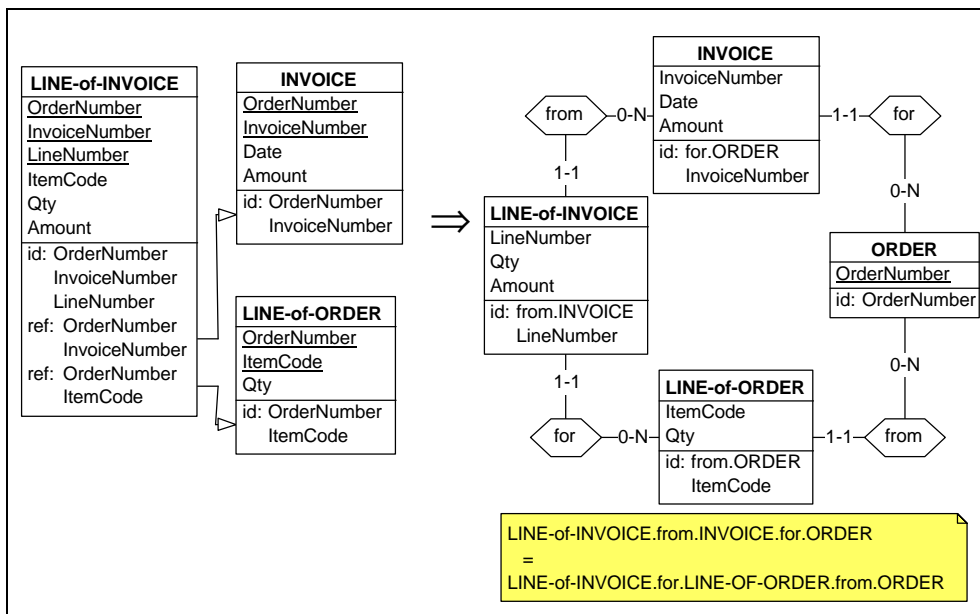 LINE-of-INVOICE
OrderNumber
InvoiceNumber
LineNumber
ItemCode
Qty
Amount
id: OrderNumber
InvoiceNumber
LineNumber
ref: OrderNumber
InvoiceNumber
ref: OrderNumber
ItemCode
INVOICE
OrderNumber
InvoiceNumber
Date
Amount
id: OrderNumber
InvoiceNumber
LINE-of-ORDER
OrderNumber
ItemCode
Qty
id: OrderNumber
ItemCode
⇒
from
0-N
1-1
INVOICE
InvoiceNumber
Date
Amount
id: for.ORDER
InvoiceNumber
1-1
for
0-N
LINE-of-INVOICE
LineNumber
Qty
Amount
id: from.INVOICE
LineNumber
ORDER
OrderNumber
id: OrderNumber
1-1
for
0-N
LINE-of-ORDER
ItemCode
Qty
id: from.ORDER
ItemCode
1-1
from
0-N
LINE-of-INVOICE.from.INVOICE.for.ORDER
=
LINE-of-INVOICE.for.LINE-OF-ORDER.from.ORDER